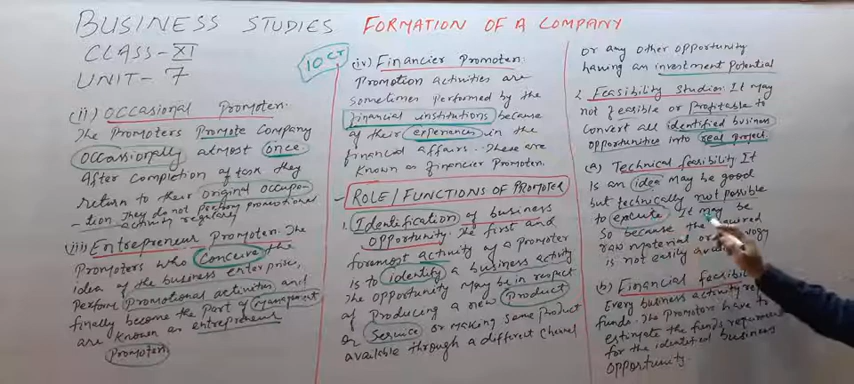 BUSINESS STUDIES FORMATION OF A COMPANY
CLASS-XI
UNIT-7
10 CR
(ii) OCCASIONAL Promoter.
The Promoters Promote Company
occassionally atmost once.
After completion of task they
return to their original occupa-
-tion They do not perform promotional
activity regularly
(iii) Entrepreneur Promoter. The
Promoters who conceive the
idea of the business enterprise,
Perform Promotional activities and
finally become the Part of management
are known as entrepreneur
Promoter
(iv) Financier Promoter.
Promotion activities are
sometimes performed by the
financial institutions because
of their experiences in the
financial affairs. These are
known as financier Promoter.
ROLE/FUNCTIONS OF PROMOTER
1. Identification of business
opportunity. The first and
foremost activity of a Promoter
is to identify a business activity
The opportunity may be in respect
of Producing a new Product
or Service or making some Product
available through a different Channel
or any other opportunity
having an investment potential
2. Feasibility studies. It may
not feasible or Profitable to
convert all identified business
opportunities into real Project.
(a) Technical feasibility It
is an idea may be good
but technically not possible
to execute. It may be
so because the
raw material or
is not easily
(b) Financial
Every business activity
funds. The Promoters have to
estimate the funds
for the identified business
opportunity.